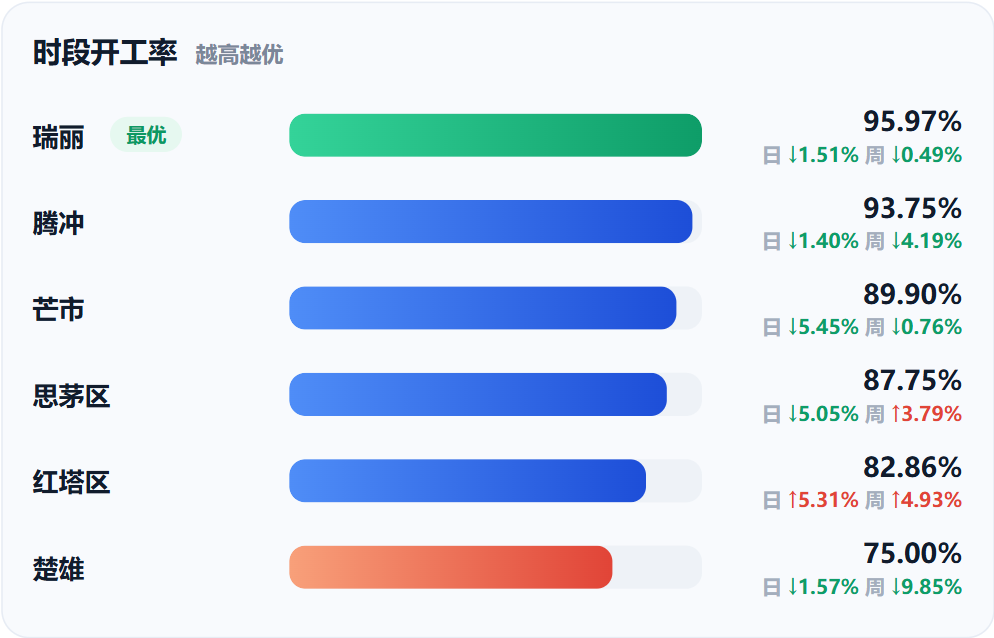 时段开工率 越高越优
瑞丽 最优 95.97%
日 ↓1.51% 周 ↓0.49%
腾冲 93.75%
日 ↓1.40% 周 ↓4.19%
芒市 89.90%
日 ↓5.45% 周 ↓0.76%
思茅区 87.75%
日 ↓5.05% 周 ↑3.79%
红塔区 82.86%
日 ↑5.31% 周 ↑4.93%
楚雄 75.00%
日 ↓1.57% 周 ↓9.85%